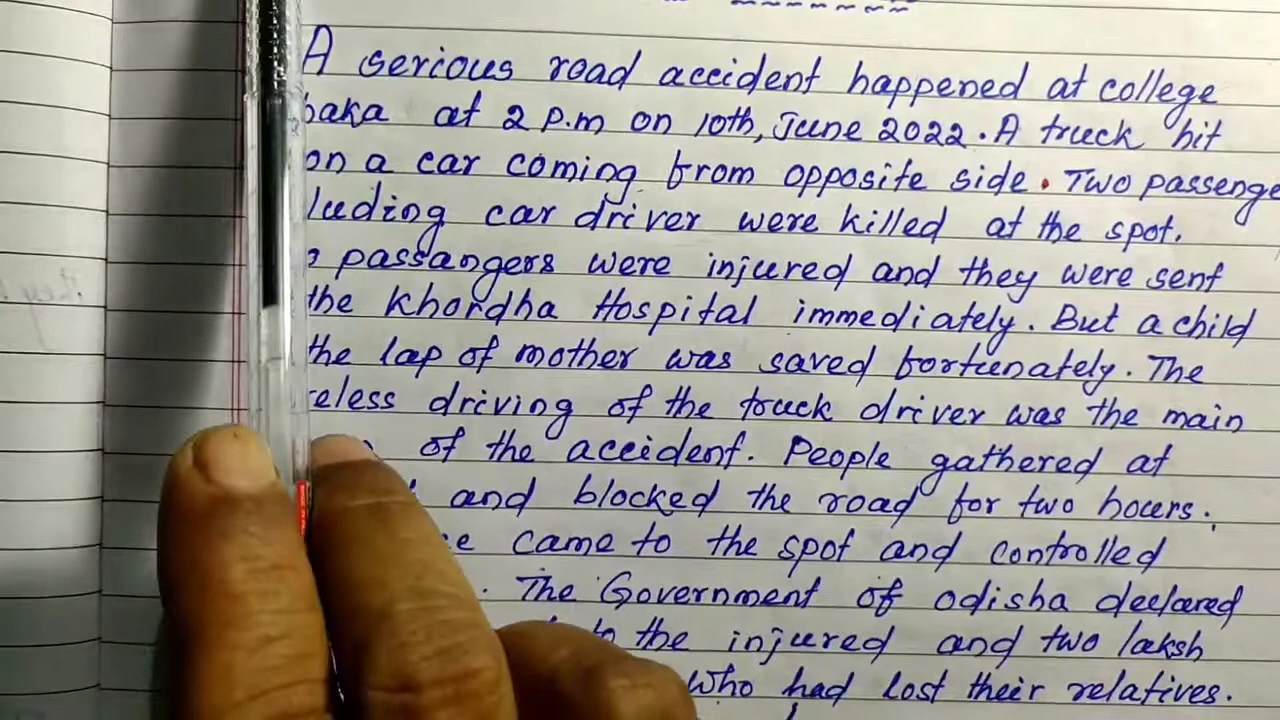 A serious road accident happened at college
at 2 p.m on 10th, June 2022. A truck hit
on a car coming from opposite side. Two
car driver were killed at the spot.
passangers were injured and they were sent
the Khordha Hospital immediately. But a child
the lap of mother was saved fortunately. The
driving of the truck driver was the main
of the accident. People gathered at
and blocked the road for two hours.
came to the spot and controlled
The Government of odisha declared
the injured and two laksh
who had lost their relatives.